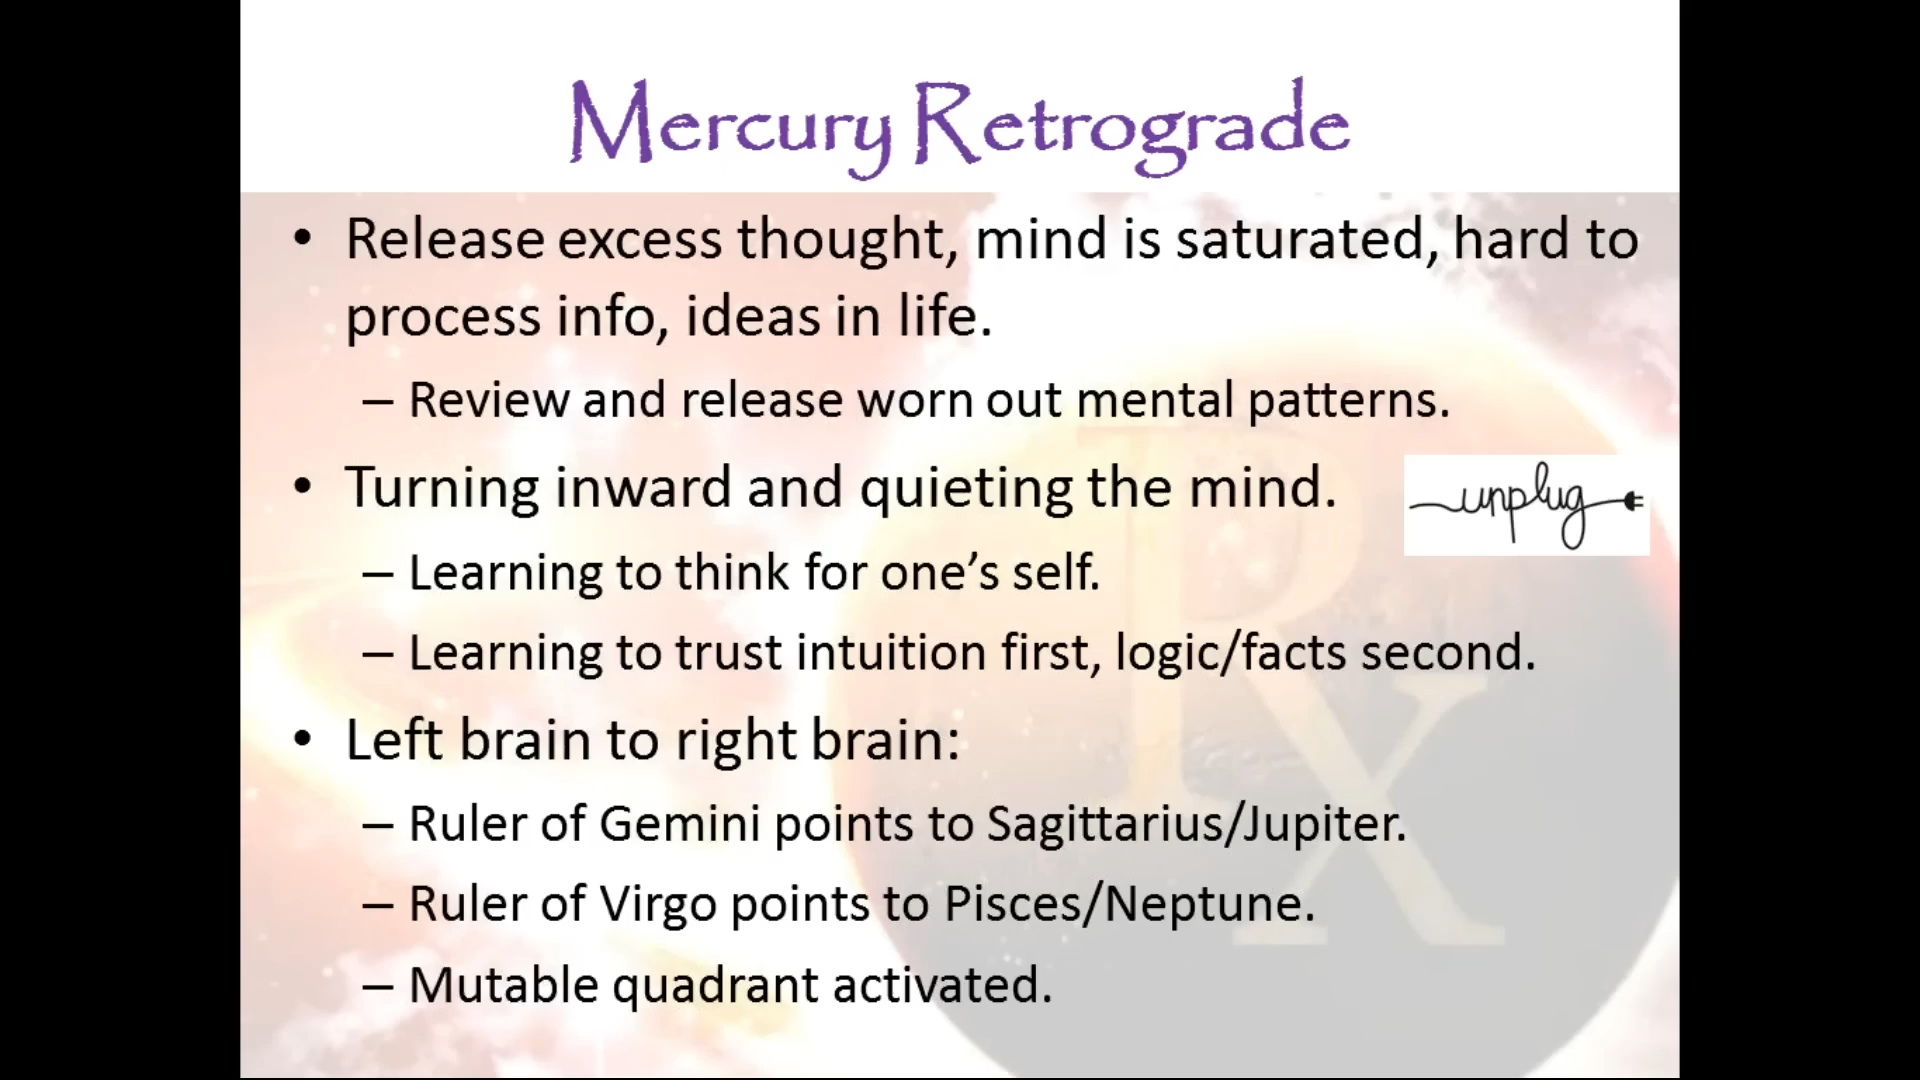 Mercury Retrograde
• Release excess thought, mind is saturated, hard to
process info, ideas in life.
– Review and release worn out mental patterns.
• Turning inward and quieting the mind.
unplug
– Learning to think for one’s self.
– Learning to trust intuition first, logic/facts second.
• Left brain to right brain:
– Ruler of Gemini points to Sagittarius/Jupiter.
– Ruler of Virgo points to Pisces/Neptune.
– Mutable quadrant activated.
RX